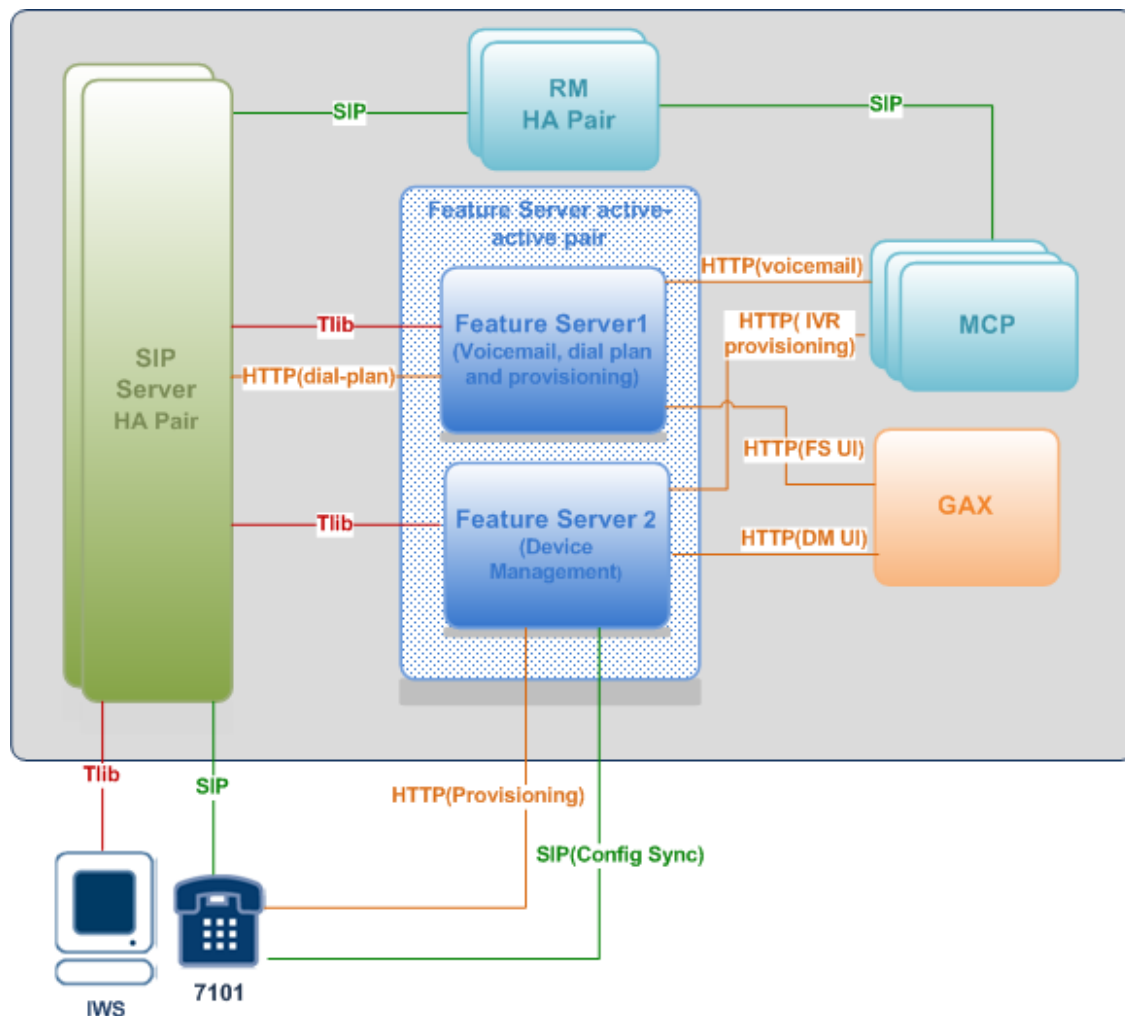 RM
HA Pair
SIP
SIP
Feature Server active-
active pair
HTTP(voicemail)
Tlib
Feature Server1
(Voicemail, dial plan
and provisioning)
HTTP( IVR
provisioning)
MCP
SIP
Server
HA Pair
HTTP(dial-plan)
HTTP(FS UI)
GAX
Tlib
Feature Server 2
(Device
Management)
HTTP(DM UI)
Tlib
SIP
HTTP(Provisioning)
SIP(Config Sync)
7101
IWS